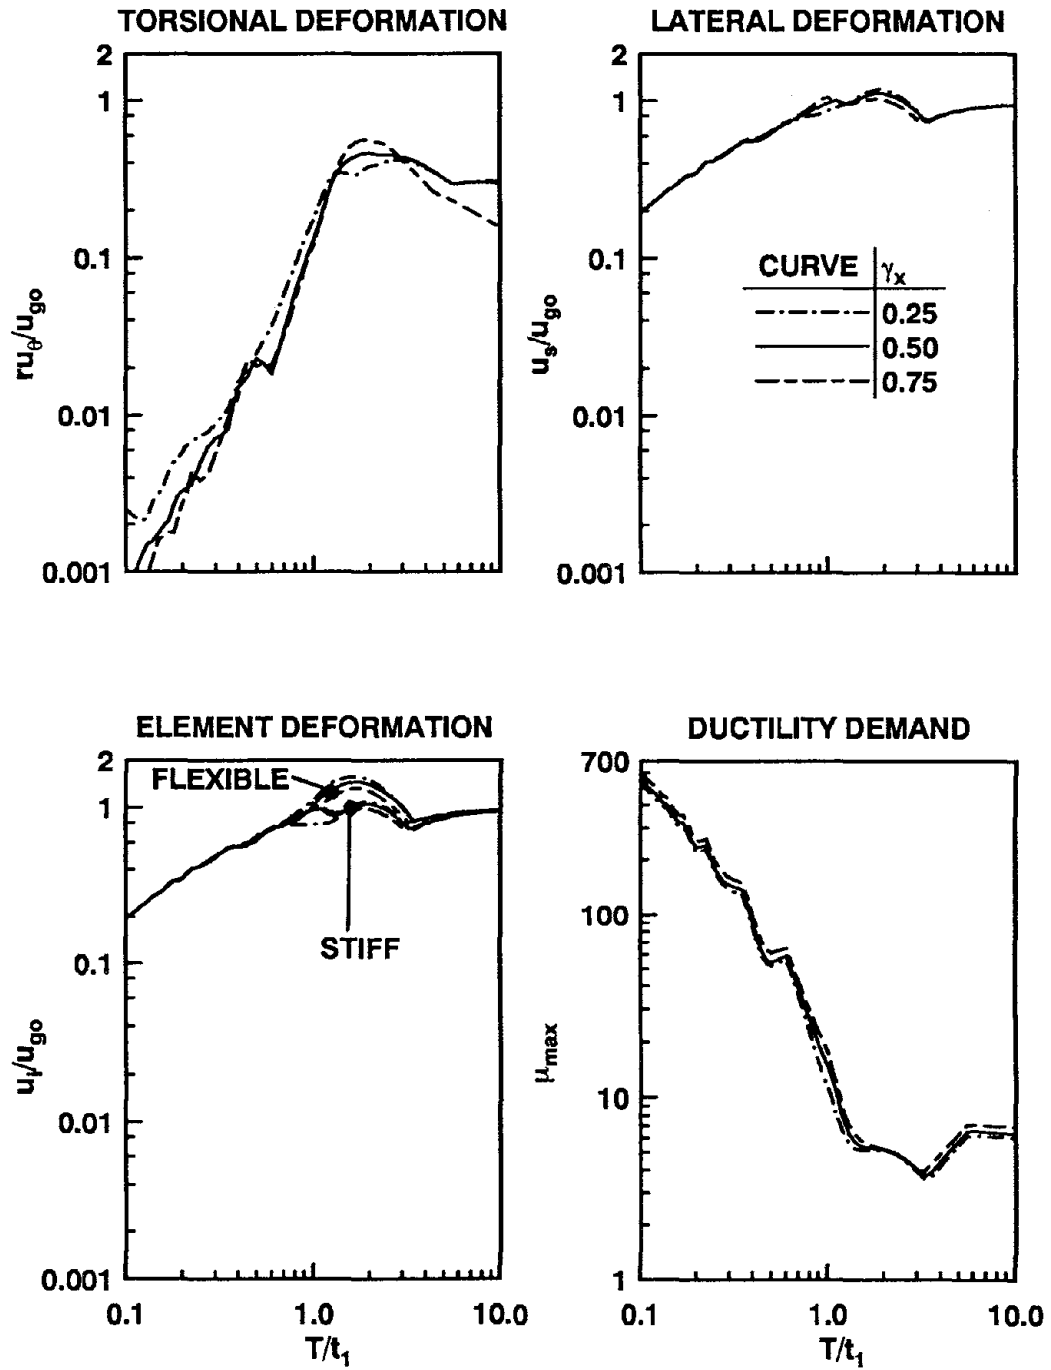 TORSIONAL DEFORMATION
LATERAL DEFORMATION
2
1
0.1
0.01
0.001
ruθ/ugo
2
1
0.1
0.01
0.001
us/ugo
CURVE γx
0.25
0.50
0.75
ELEMENT DEFORMATION
DUCTILITY DEMAND
2
1
0.1
0.01
0.001
ui/ugo
FLEXIBLE
STIFF
0.1 1.0 10.0
T/t1
700
100
10
1
μmax
0.1 1.0 10.0
T/t1